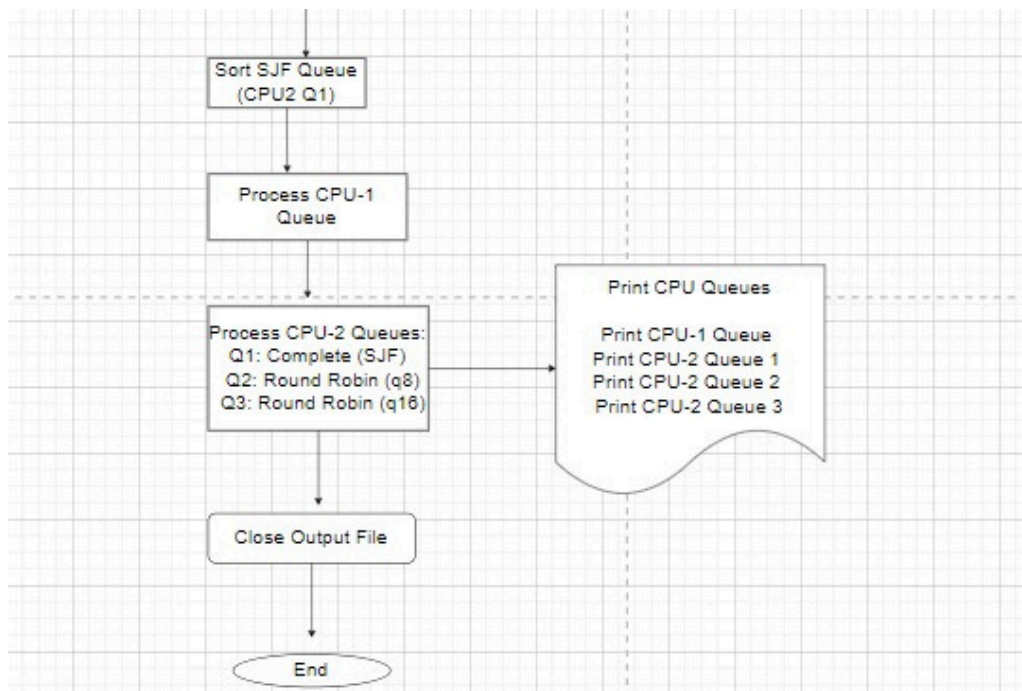 Sort SJF Queue
(CPU2 Q1)
Process CPU-1
Queue
Process CPU-2 Queues:
Q1: Complete (SJF)
Q2: Round Robin (q8)
Q3: Round Robin (q16)
Print CPU Queues
Print CPU-1 Queue
Print CPU-2 Queue 1
Print CPU-2 Queue 2
Print CPU-2 Queue 3
Close Output File
End